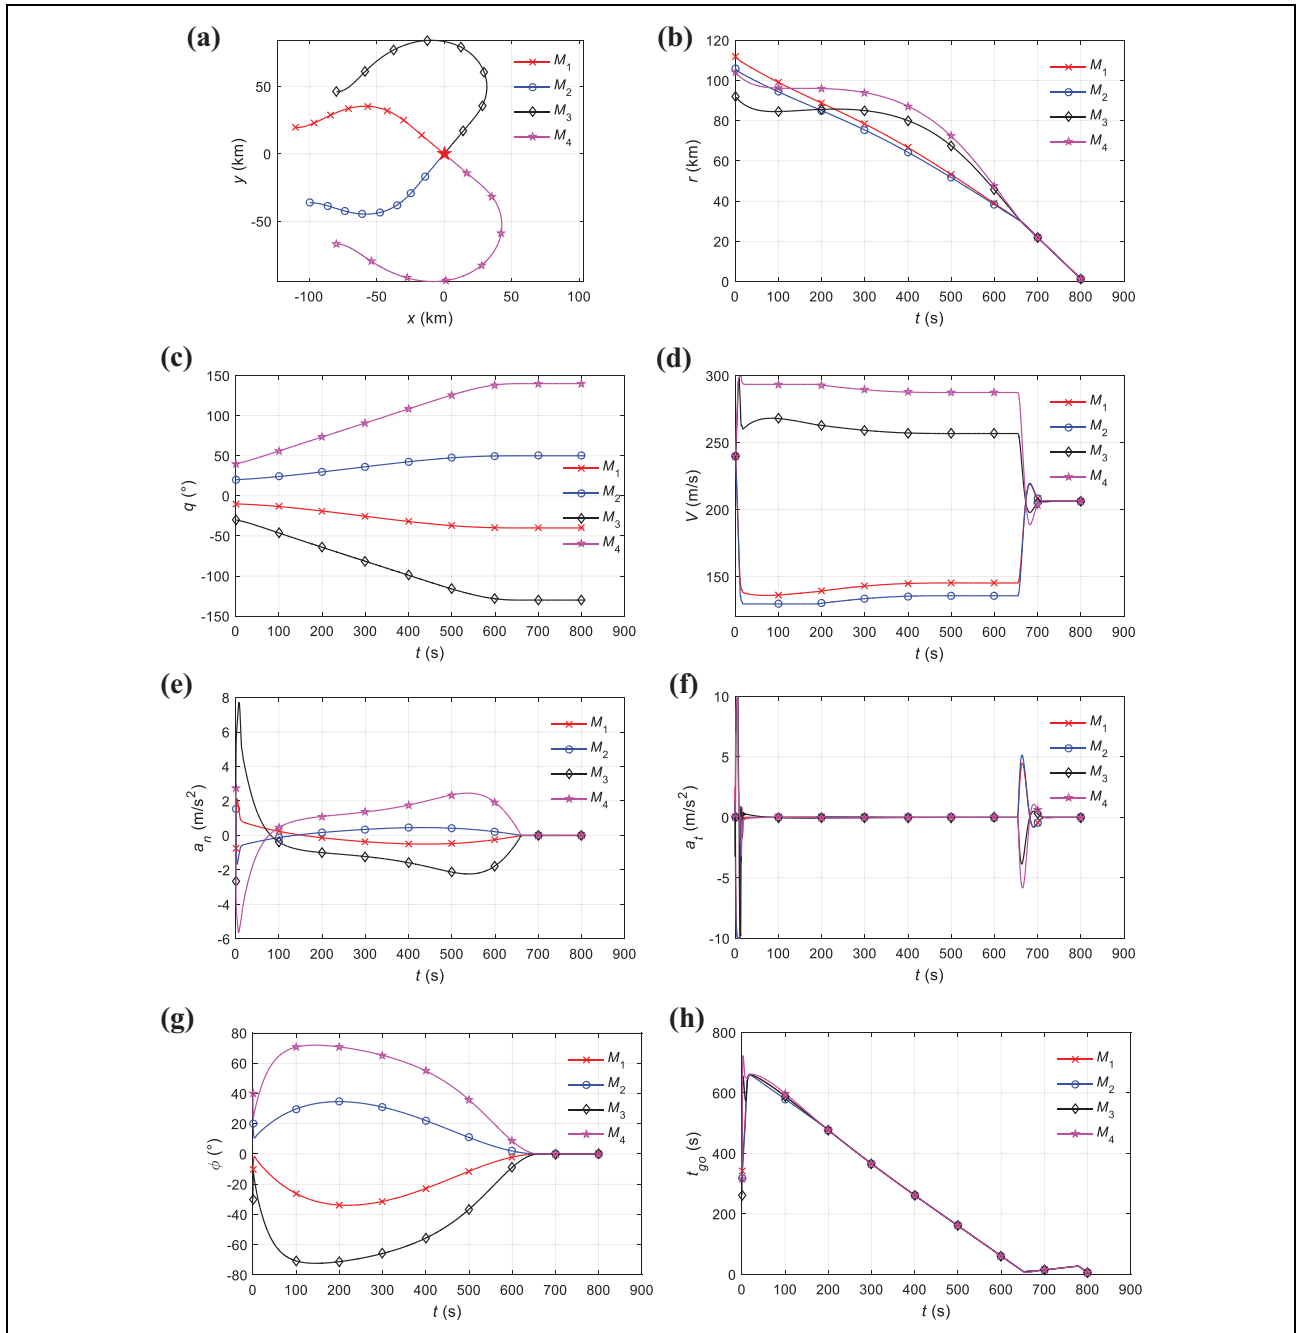 (a)
50
0
-50
-100
-50
0
50
100
x (km)
y (km)
M1
M2
M3
M4
(b)
120
100
80
60
40
20
0
0 100 200 300 400 500 600 700 800 900
t (s)
r (km)
M1
M2
M3
M4
(c)
150
100
50
0
-50
-100
-150
0 100 200 300 400 500 600 700 800 900
t (s)
q (°)
M1
M2
M3
M4
(d)
300
250
200
150
0 100 200 300 400 500 600 700 800 900
t (s)
V (m/s)
M1
M2
M3
M4
(e)
8
6
4
2
0
-2
-4
-6
0 100 200 300 400 500 600 700 800 900
t (s)
an (m/s2)
M1
M2
M3
M4
(f)
10
5
0
-5
-10
0 100 200 300 400 500 600 700 800 900
t (s)
at (m/s2)
M1
M2
M3
M4
(g)
80
60
40
20
0
-20
-40
-60
-80
0 100 200 300 400 500 600 700 800 900
t (s)
ϕ (°)
M1
M2
M3
M4
(h)
800
600
400
200
0
0 100 200 300 400 500 600 700 800 900
t (s)
tgo (s)
M1
M2
M3
M4